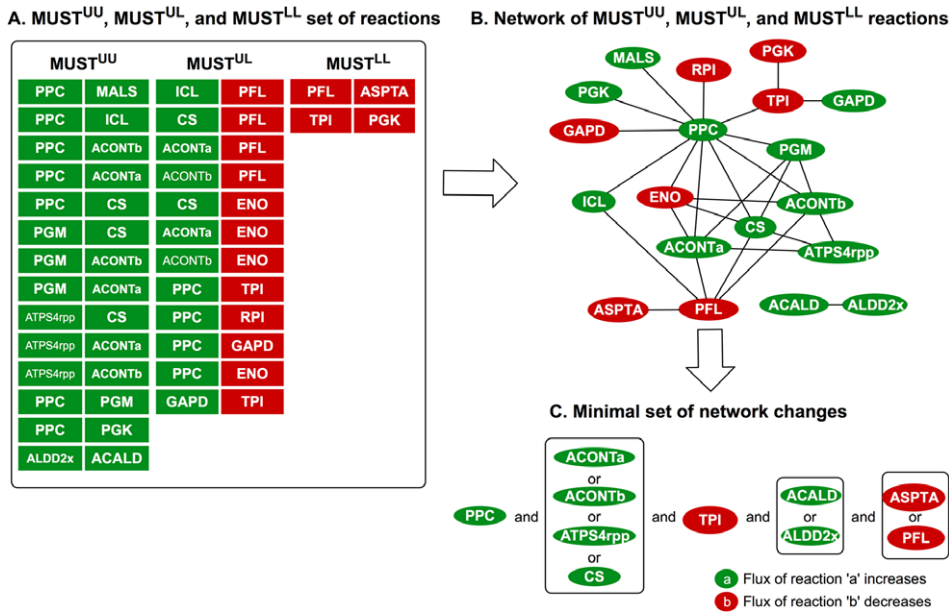 A. MUSTUU, MUSTUL, and MUSTLL set of reactions
MUSTUU MUSTUL MUSTLL
PPC MALS ICL PFL PFL ASPTA
PPC ICL CS PFL TPI PGK
PPC ACONTb ACONTa PFL
PPC ACONTa ACONTb PFL
PPC CS CS ENO
PGM CS ACONTa ENO
PGM ACONTb ACONTb ENO
PGM ACONTa PPC TPI
ATPS4rpp CS PPC RPI
ATPS4rpp ACONTa PPC GAPD
ATPS4rpp ACONTb PPC ENO
PPC PGM GAPD TPI
PPC PGK
ALDD2x ACALD
B. Network of MUSTUU, MUSTUL, and MUSTLL reactions
MALS RPI PGK
PGK TPI GAPD
GAPD PPC
PGM
ICL ENO ACONTb
CS
ACONTa ATPS4rpp
ASPTA PFL ACALD ALDD2x
C. Minimal set of network changes
ACONTa
or
ACONTb
or
ATPS4rpp
or
CS
PPC and and TPI and and
ACALD
or
ALDD2x
ASPTA
or
PFL
a Flux of reaction 'a' increases
b Flux of reaction 'b' decreases